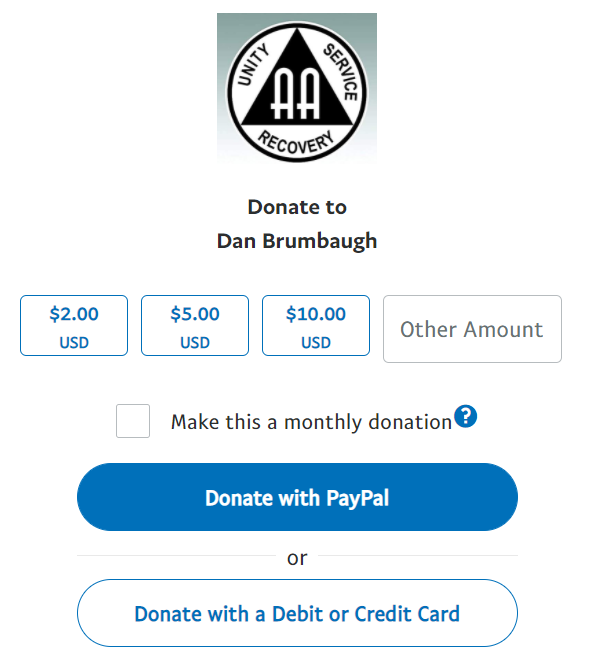 UNITY
SERVICE
AA
RECOVERY
Donate to
Dan Brumbaugh
$2.00 $5.00 $10.00
USD USD USD
Other Amount
Make this a monthly donation ?
Donate with PayPal
or
Donate with a Debit or Credit Card